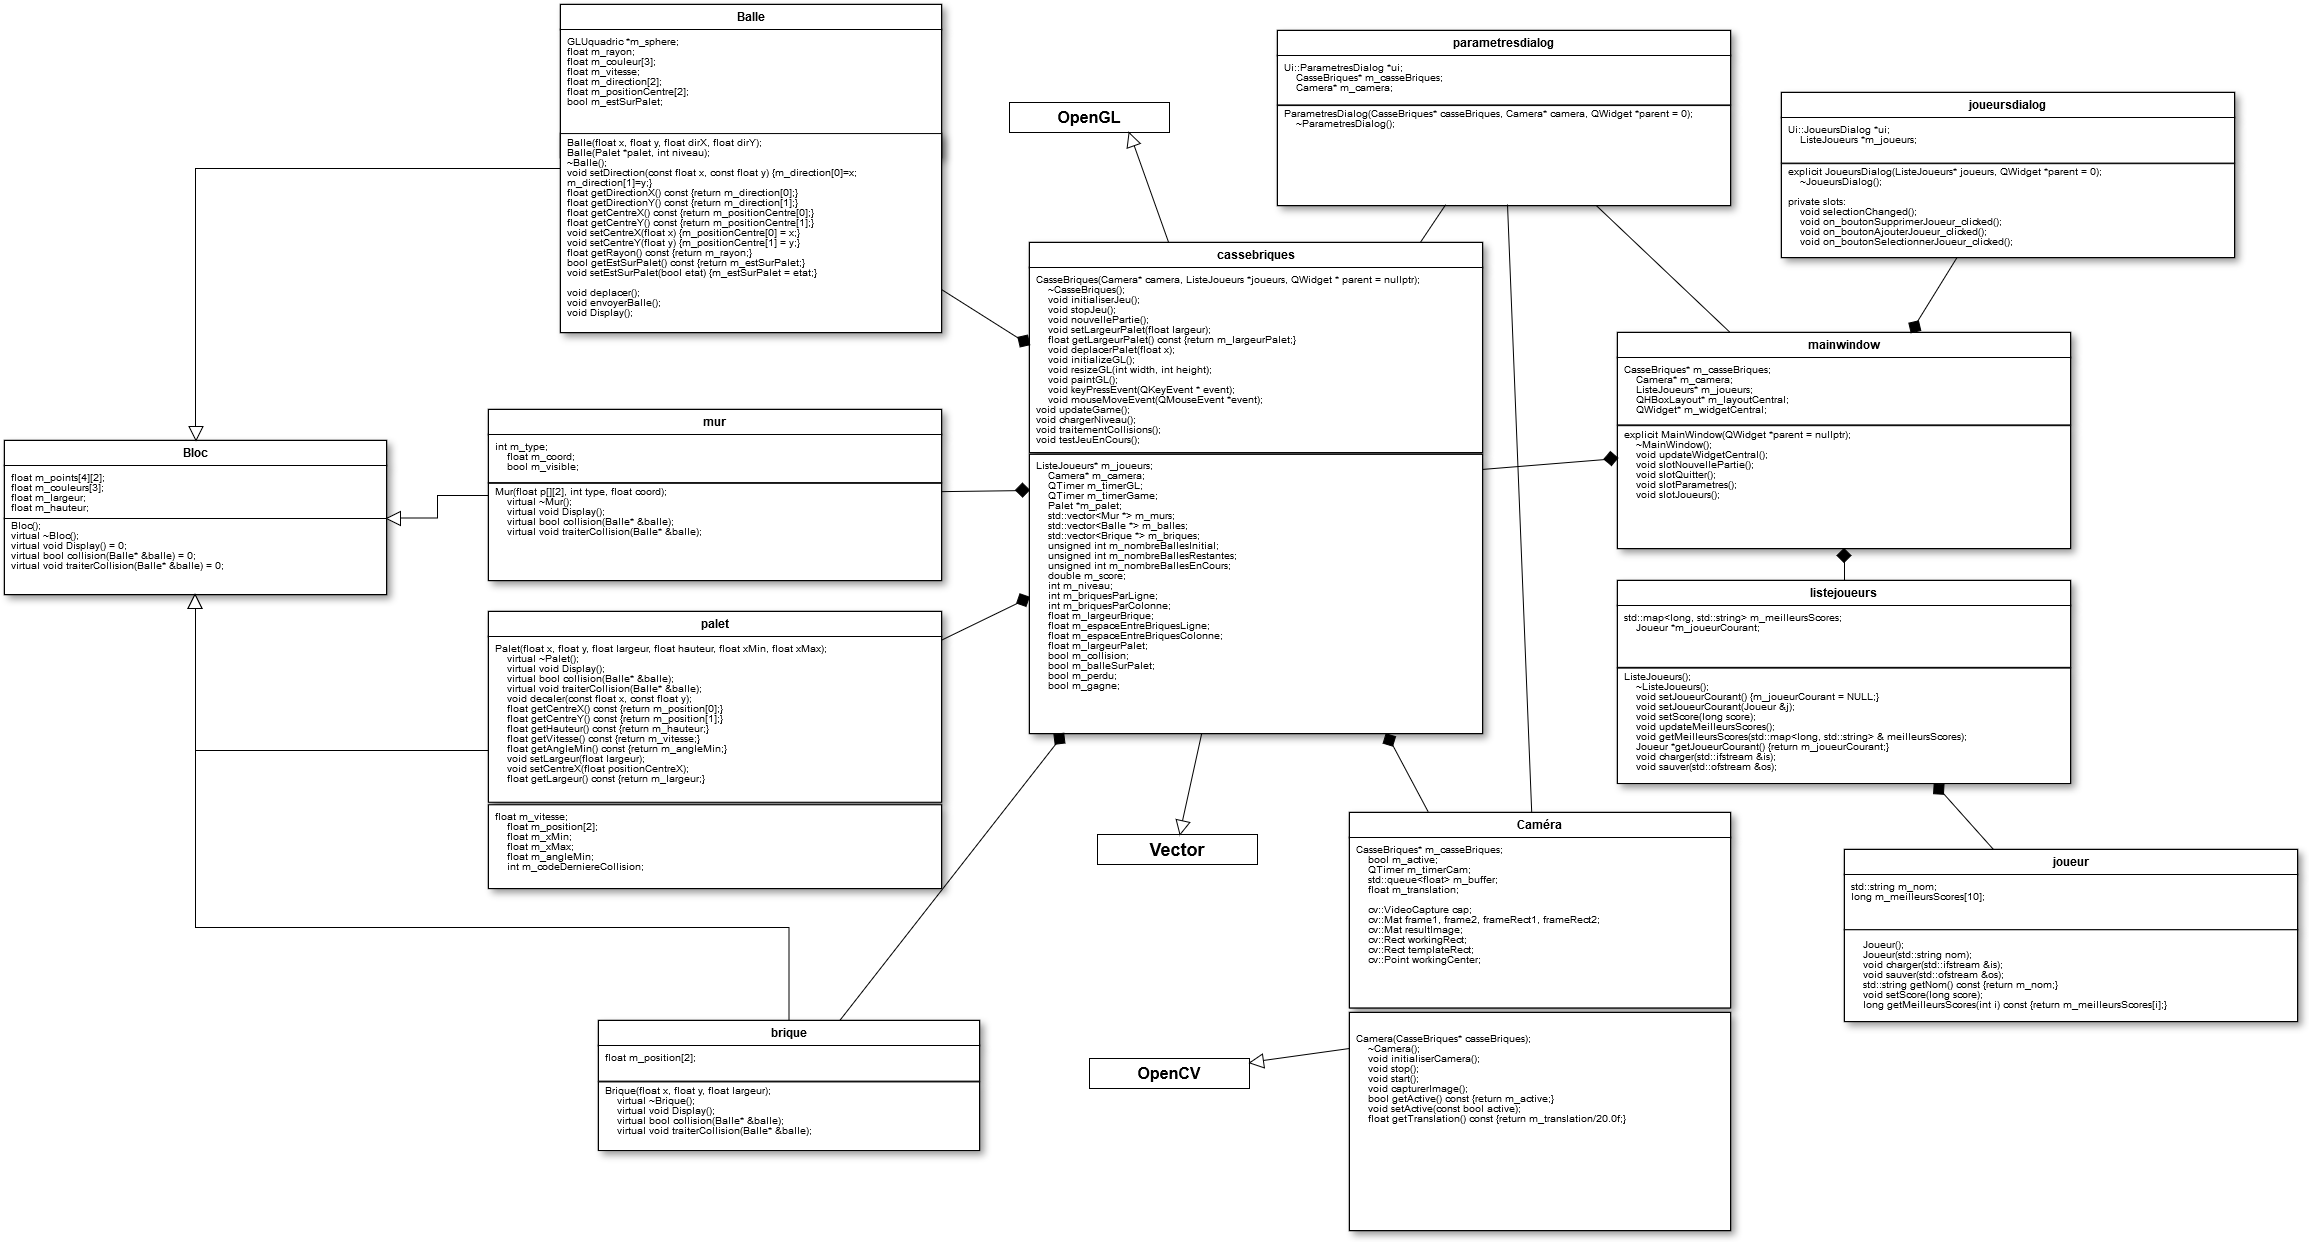 Balle
GLUquadric *m_sphere;
float m_rayon;
float m_couleur[3];
float m_vitesse;
float m_direction[2];
float m_positionCentre[2];
bool m_estSurPalet;
Balle(float x, float y, float dirX, float dirY);
Balle(Palet *palet, int niveau);
~Balle();
void setDirection(const float x, const float y) {m_direction[0]=x;
m_direction[1]=y;}
float getDirectionX() const {return m_direction[0];}
float getDirectionY() const {return m_direction[1];}
float getCentreX() const {return m_positionCentre[0];}
float getCentreY() const {return m_positionCentre[1];}
void setCentreX(float x) {m_positionCentre[0] = x;}
void setCentreY(float y) {m_positionCentre[1] = y;}
float getRayon() const {return m_rayon;}
bool getEstSurPalet() const {return m_estSurPalet;}
void setEstSurPalet(bool etat) {m_estSurPalet = etat;}
void deplacer();
void envoyerBalle();
void Display();
parametresdialog
Ui::ParametresDialog *ui;
CasseBriques* m_casseBriques;
Camera* m_camera;
ParametresDialog(CasseBriques* casseBriques, Camera* camera, QWidget *parent = 0);
~ParametresDialog();
joueursdialog
Ui::JoueursDialog *ui;
ListeJoueurs *m_joueurs;
explicit JoueursDialog(ListeJoueurs* joueurs, QWidget *parent = 0);
~JoueursDialog();
private slots:
void selectionChanged();
void on_boutonSupprimerJoueur_clicked();
void on_boutonAjouterJoueur_clicked();
void on_boutonSelectionnerJoueur_clicked();
OpenGL
cassebriques
CasseBriques(Camera* camera, ListeJoueurs *joueurs, QWidget * parent = nullptr);
~CasseBriques();
void initialiserJeu();
void stopJeu();
void nouvellePartie();
void setLargeurPalet(float largeur);
float getLargeurPalet() const {return m_largeurPalet;}
void deplacerPalet(float x);
void initializeGL();
void resizeGL(int width, int height);
void paintGL();
void keyPressEvent(QKeyEvent * event);
void mouseMoveEvent(QMouseEvent *event);
void updateGame();
void chargerNiveau();
void traitementCollisions();
void testJeuEnCours();
ListeJoueurs* m_joueurs;
Camera* m_camera;
QTimer m_timerGL;
QTimer m_timerGame;
Palet *m_palet;
std::vector<Mur *> m_murs;
std::vector<Balle *> m_balles;
std::vector<Brique *> m_briques;
unsigned int m_nombreBallesInitial;
unsigned int m_nombreBallesRestantes;
unsigned int m_nombreBallesEnCours;
double m_score;
int m_niveau;
int m_briquesParLigne;
int m_briquesParColonne;
float m_largeurBrique;
float m_espaceEntreBriquesLigne;
float m_espaceEntreBriquesColonne;
float m_largeurPalet;
bool m_collision;
bool m_balleSurPalet;
bool m_perdu;
bool m_gagne;
mainwindow
CasseBriques* m_casseBriques;
Camera* m_camera;
ListeJoueurs* m_joueurs;
QHBoxLayout* m_layoutCentral;
QWidget* m_widgetCentral;
explicit MainWindow(QWidget *parent = nullptr);
~MainWindow();
void updateWidgetCentral();
void slotNouvellePartie();
void slotQuitter();
void slotParametres();
void slotJoueurs();
mur
int m_type;
float m_coord;
bool m_visible;
Mur(float p[][2], int type, float coord);
virtual ~Mur();
virtual void Display();
virtual bool collision(Balle* &balle);
virtual void traiterCollision(Balle* &balle);
Bloc
float m_points[4][2];
float m_couleurs[3];
float m_largeur;
float m_hauteur;
Bloc();
virtual ~Bloc();
virtual void Display() = 0;
virtual bool collision(Balle* &balle) = 0;
virtual void traiterCollision(Balle* &balle) = 0;
palet
Palet(float x, float y, float largeur, float hauteur, float xMin, float xMax);
virtual ~Palet();
virtual void Display();
virtual bool collision(Balle* &balle);
virtual void traiterCollision(Balle* &balle);
void decaler(const float x, const float y);
float getCentreX() const {return m_position[0];}
float getCentreY() const {return m_position[1];}
float getHauteur() const {return m_hauteur;}
float getVitesse() const {return m_vitesse;}
float getAngleMin() const {return m_angleMin;}
void setLargeur(float largeur);
void setCentreX(float positionCentreX);
float getLargeur() const {return m_largeur;}
float m_vitesse;
float m_position[2];
float m_xMin;
float m_xMax;
float m_angleMin;
int m_codeDerniereCollision;
listejoueurs
std::map<long, std::string> m_meilleursScores;
Joueur *m_joueurCourant;
ListeJoueurs();
~ListeJoueurs();
void setJoueurCourant() {m_joueurCourant = NULL;}
void setJoueurCourant(Joueur &j);
void setScore(long score);
void updateMeilleursScores();
void getMeilleursScores(std::map<long, std::string> & meilleursScores);
Joueur *getJoueurCourant() {return m_joueurCourant;}
void charger(std::ifstream &is);
void sauver(std::ofstream &os);
Vector
Caméra
CasseBriques* m_casseBriques;
bool m_active;
QTimer m_timerCam;
std::queue<float> m_buffer;
float m_translation;
cv::VideoCapture cap;
cv::Mat frame1, frame2, frameRect1, frameRect2;
cv::Mat resultImage;
cv::Rect workingRect;
cv::Rect templateRect;
cv::Point workingCenter;
Camera(CasseBriques* casseBriques);
~Camera();
void initialiserCamera();
void stop();
void start();
void capturerImage();
bool getActive() const {return m_active;}
void setActive(const bool active);
float getTranslation() const {return m_translation/20.0f;}
joueur
std::string m_nom;
long m_meilleursScores[10];
Joueur();
Joueur(std::string nom);
void charger(std::ifstream &is);
void sauver(std::ofstream &os);
std::string getNom() const {return m_nom;}
void setScore(long score);
long getMeilleursScores(int i) const {return m_meilleursScores[i];}
OpenCV
brique
float m_position[2];
Brique(float x, float y, float largeur);
virtual ~Brique();
virtual void Display();
virtual bool collision(Balle* &balle);
virtual void traiterCollision(Balle* &balle);